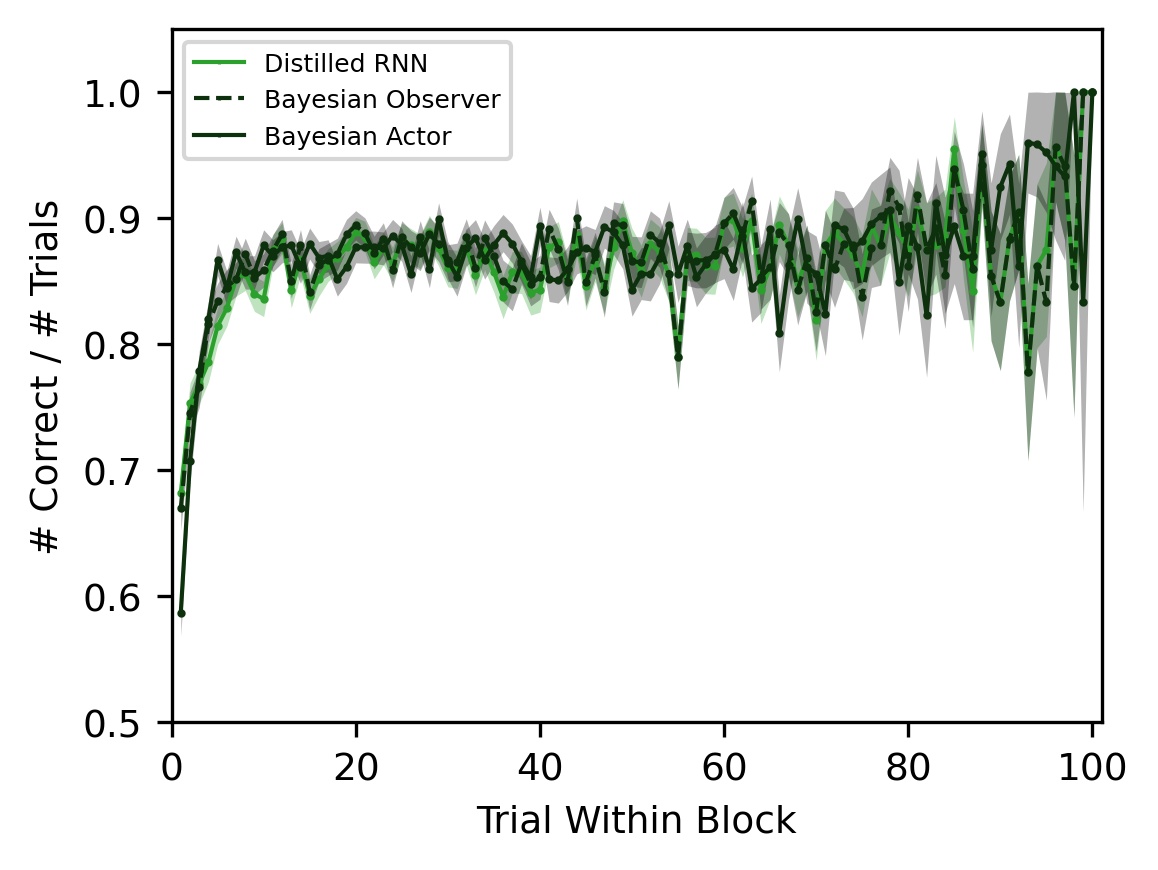 Distilled RNN
Bayesian Observer
Bayesian Actor
# Correct / # Trials
1.0
0.9
0.8
0.7
0.6
0.5
0 20 40 60 80 100
Trial Within Block